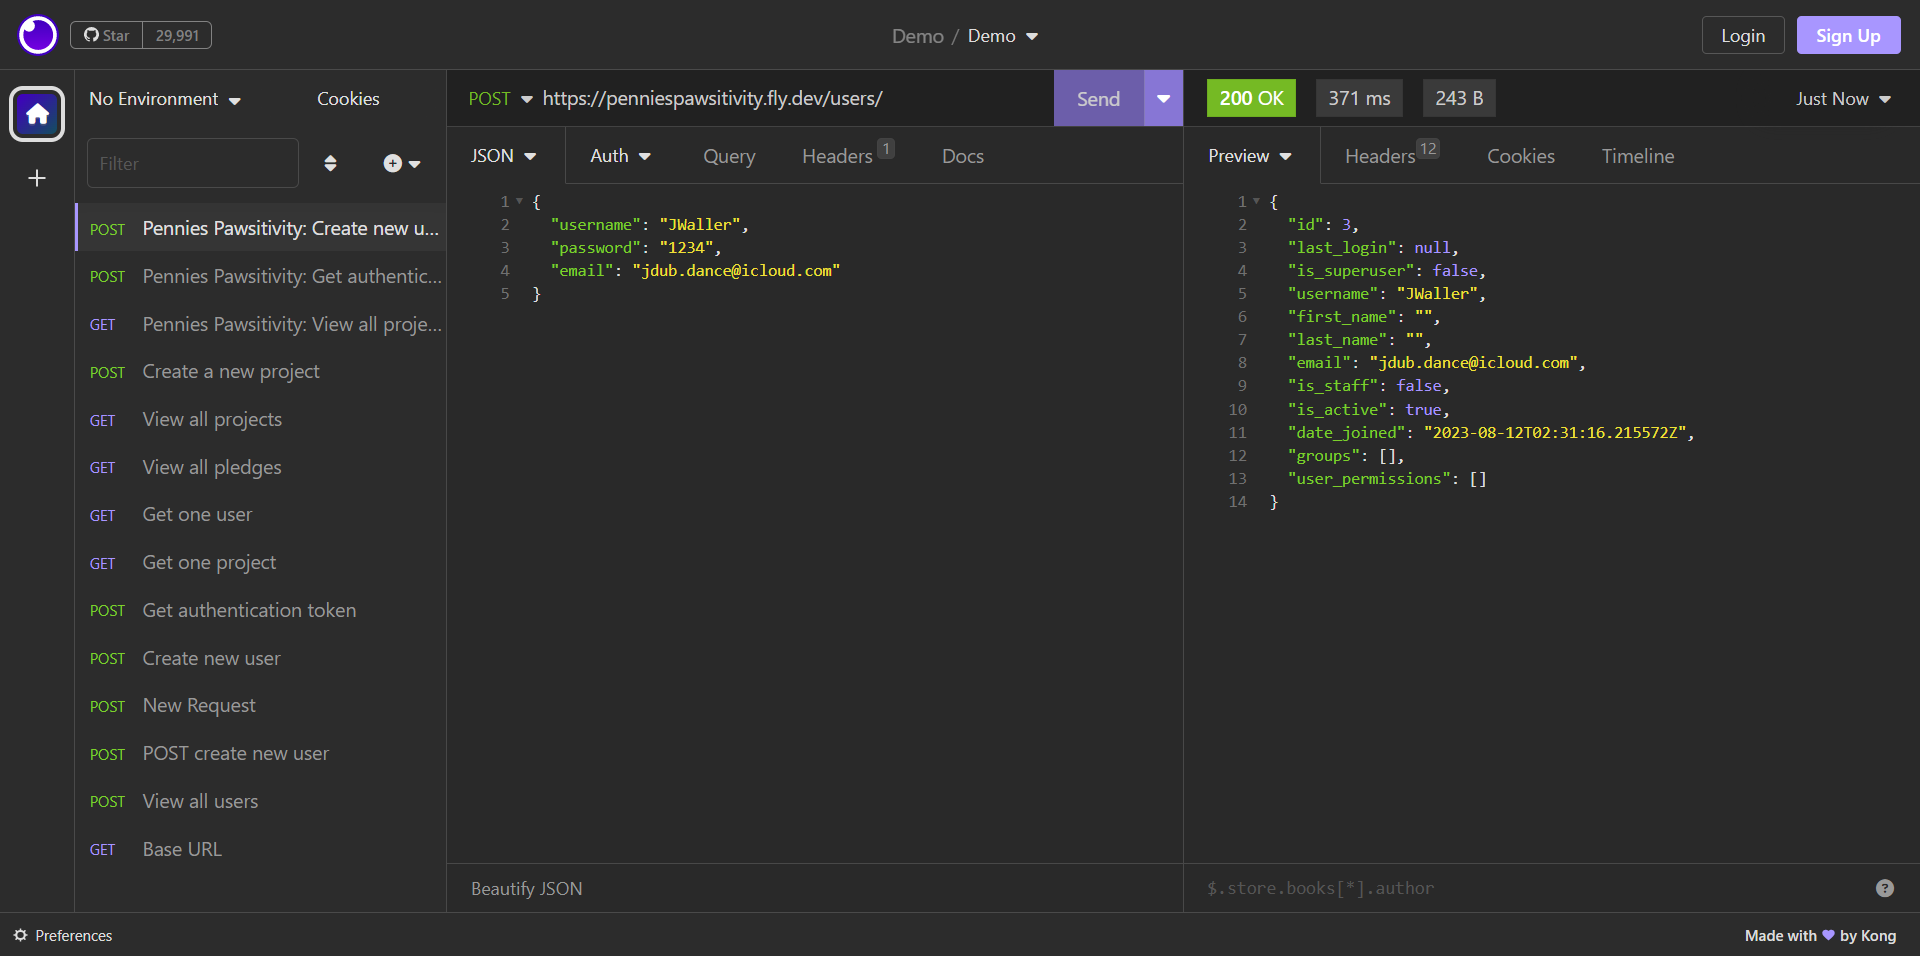 Star 29,991
Demo / Demo
Login
Sign Up
No Environment
Cookies
Filter
POST Pennies Pawsitivity: Create new u...
POST Pennies Pawsitivity: Get authentic...
GET Pennies Pawsitivity: View all proje...
POST Create a new project
GET View all projects
GET View all pledges
GET Get one user
GET Get one project
POST Get authentication token
POST Create new user
POST New Request
POST POST create new user
POST View all users
GET Base URL
POST https://penniespawsitivity.fly.dev/users/
Send
JSON Auth Query Headers 1 Docs
1 {
2 "username": "JWaller",
3 "password": "1234",
4 "email": "jdub.dance@icloud.com"
5 }
Beautify JSON
200 OK 371 ms 243 B Just Now
Preview Headers 12 Cookies Timeline
1 {
2 "id": 3,
3 "last_login": null,
4 "is_superuser": false,
5 "username": "JWaller",
6 "first_name": "",
7 "last_name": "",
8 "email": "jdub.dance@icloud.com",
9 "is_staff": false,
10 "is_active": true,
11 "date_joined": "2023-08-12T02:31:16.215572Z",
12 "groups": [],
13 "user_permissions": []
14 }
$.store.books[*].author ?
Preferences
Made with ♥ by Kong